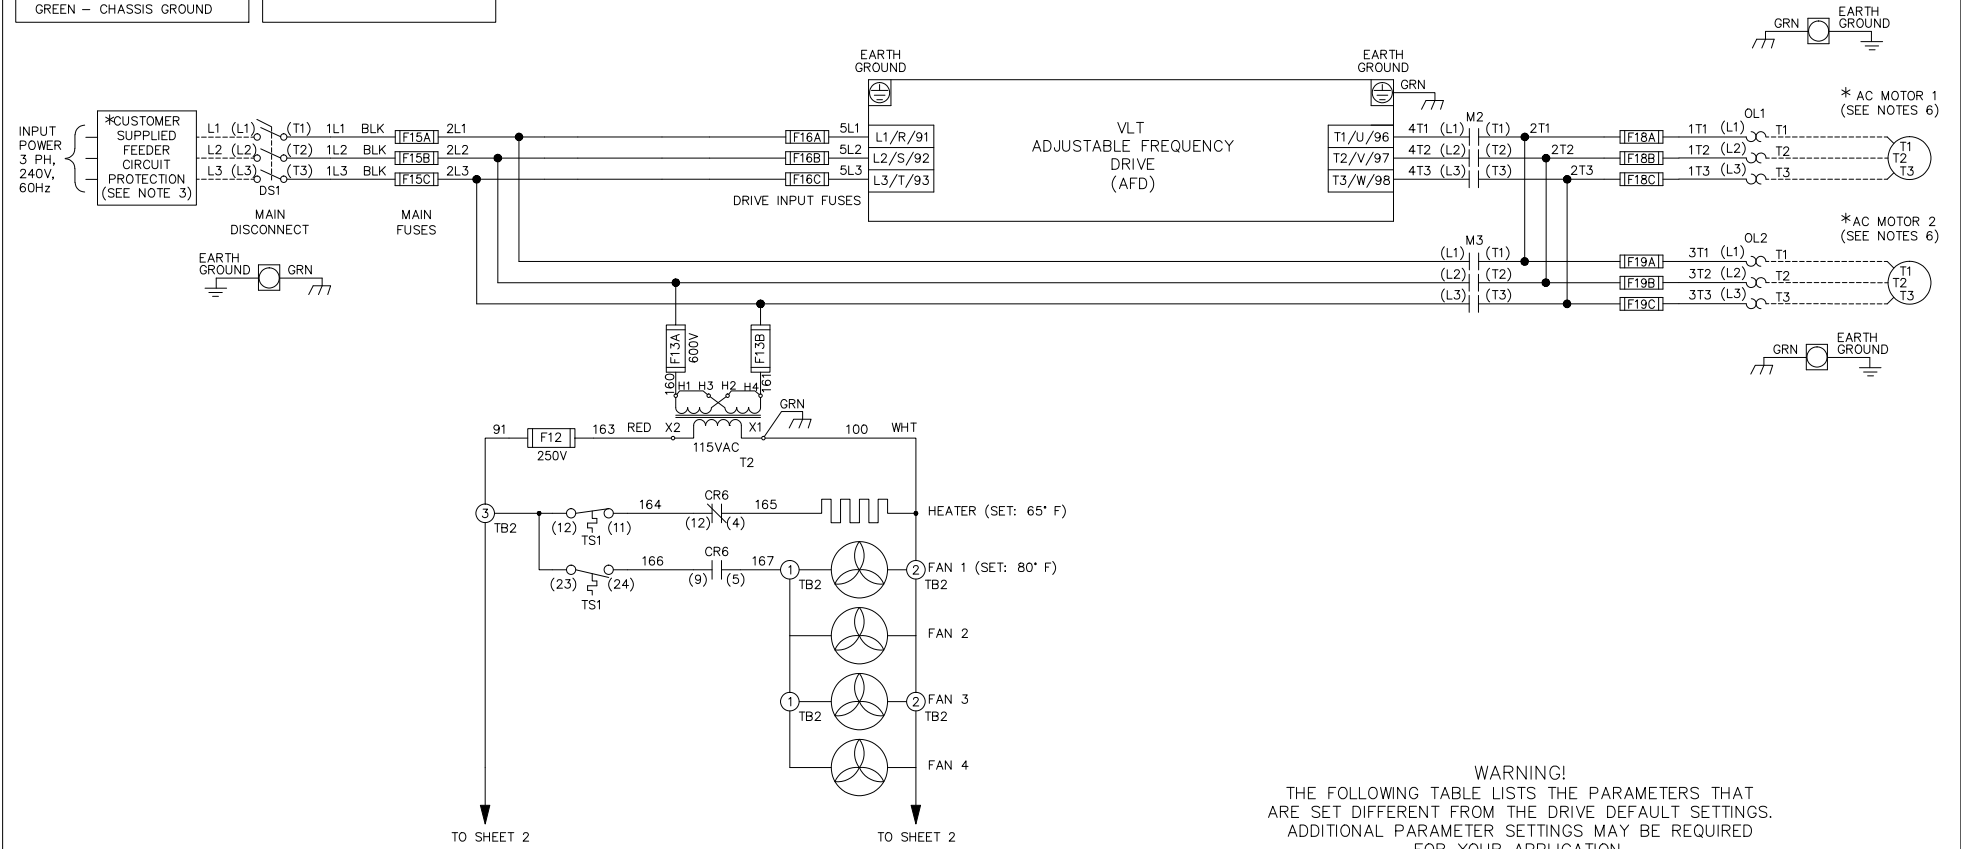 GREEN – CHASSIS GROUND
GRN
EARTH
GROUND
EARTH
GROUND
EARTH
GROUND
GRN
INPUT
POWER
3 PH,
240V,
60Hz
*CUSTOMER
SUPPLIED
FEEDER
CIRCUIT
PROTECTION
(SEE NOTE 3)
L1 (L1) (T1) 1L1 BLK F15A 2L1
L2 (L2) (T2) 1L2 BLK F15B 2L2
L3 (L3) (T3) 1L3 BLK F15C 2L3
DS1
MAIN
DISCONNECT
MAIN
FUSES
F16A 5L1 L1/R/91
F16B 5L2 L2/S/92
F16C 5L3 L3/T/93
DRIVE INPUT FUSES
VLT
ADJUSTABLE FREQUENCY
DRIVE
(AFD)
M2
T1/U/96 4T1 (L1) (T1) 2T1 F18A 1T1 (L1) T1
T2/V/97 4T2 (L2) (T2) 2T2 F18B 1T2 (L2) T2
T3/W/98 4T3 (L3) (T3) 2T3 F18C 1T3 (L3) T3
OL1
* AC MOTOR 1
(SEE NOTES 6)
T1
T2
T3
EARTH
GROUND
GRN
M3
(L1) (T1) F19A 3T1 (L1) T1
(L2) (T2) F19B 3T2 (L2) T2
(L3) (T3) F19C 3T3 (L3) T3
OL2
*AC MOTOR 2
(SEE NOTES 6)
T1
T2
T3
GRN
EARTH
GROUND
F13A
600V
F13B
160
161
H1 H3 H2 H4
GRN
91 F12 163 RED X2 X1 100 WHT
250V
115VAC
T2
3
TB2
(12) (11) 164 CR6 165
TS1
(12) (4)
HEATER (SET: 65° F)
(23) (24) 166 CR6 167
TS1
(9) (5)
1
TB2
2
TB2
FAN 1 (SET: 80° F)
FAN 2
1
TB2
2
TB2
FAN 3
FAN 4
TO SHEET 2
TO SHEET 2
WARNING!
THE FOLLOWING TABLE LISTS THE PARAMETERS THAT
ARE SET DIFFERENT FROM THE DRIVE DEFAULT SETTINGS.
ADDITIONAL PARAMETER SETTINGS MAY BE REQUIRED
FOR YOUR APPLICATION